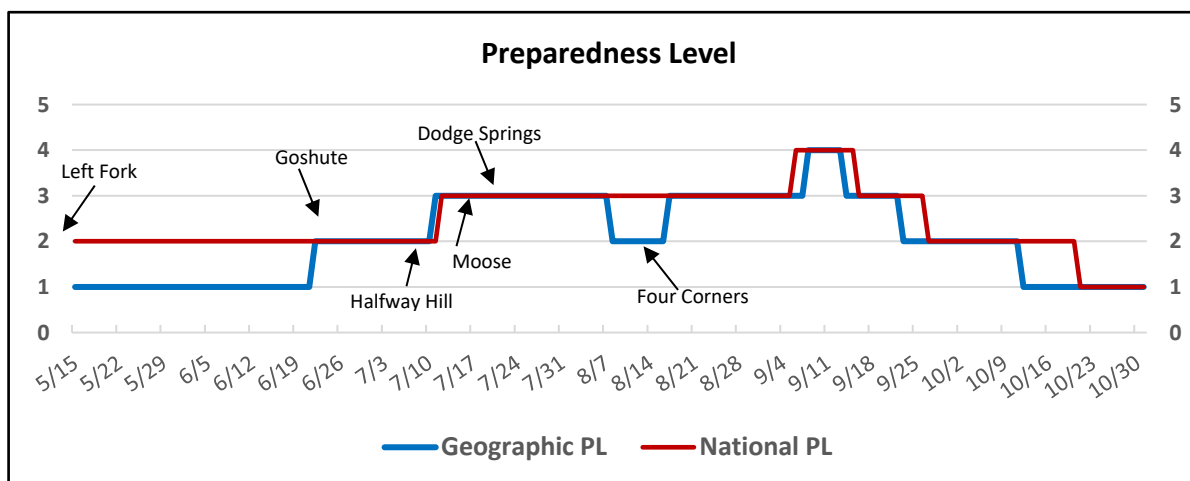 Preparedness Level
5
4
3
2
1
0
Left Fork
Goshute
Halfway Hill
Moose
Dodge Springs
Four Corners
5
4
3
2
1
0
5/15 5/22 5/29 6/5 6/12 6/19 6/26 7/3 7/10 7/17 7/24 7/31 8/7 8/14 8/21 8/28 9/4 9/11 9/18 9/25 10/2 10/9 10/16 10/23 10/30
Geographic PL National PL